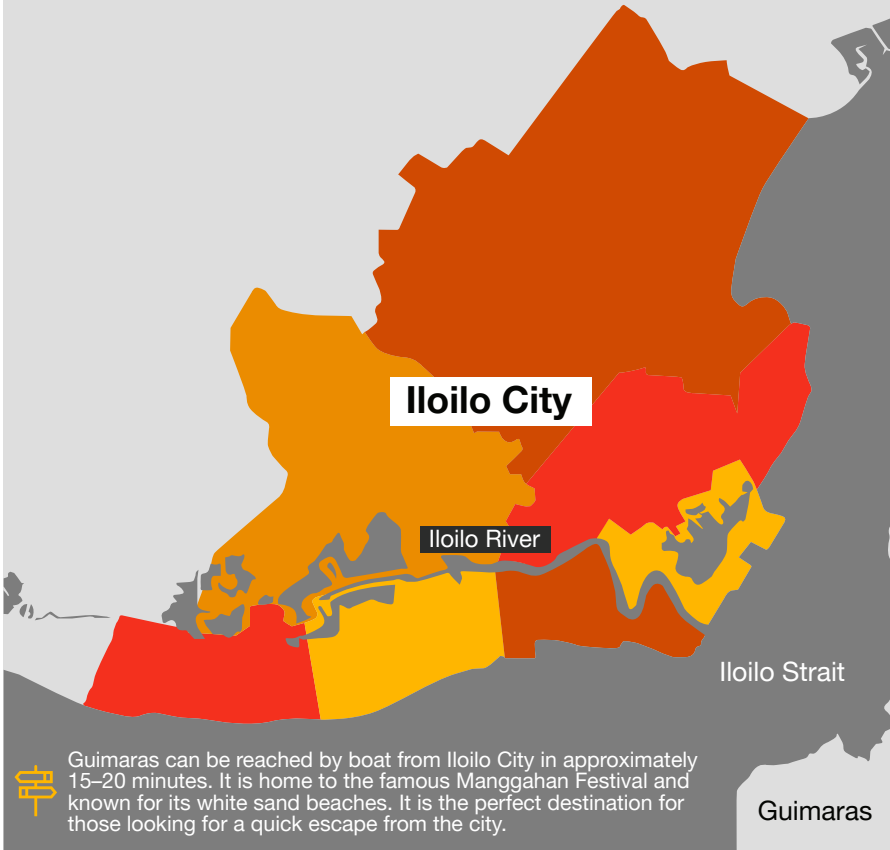 Iloilo City
Iloilo River
Iloilo Strait
Guimaras can be reached by boat from Iloilo City in approximately
15–20 minutes. It is home to the famous Manggahan Festival and
known for its white sand beaches. It is the perfect destination for
those looking for a quick escape from the city.
Guimaras